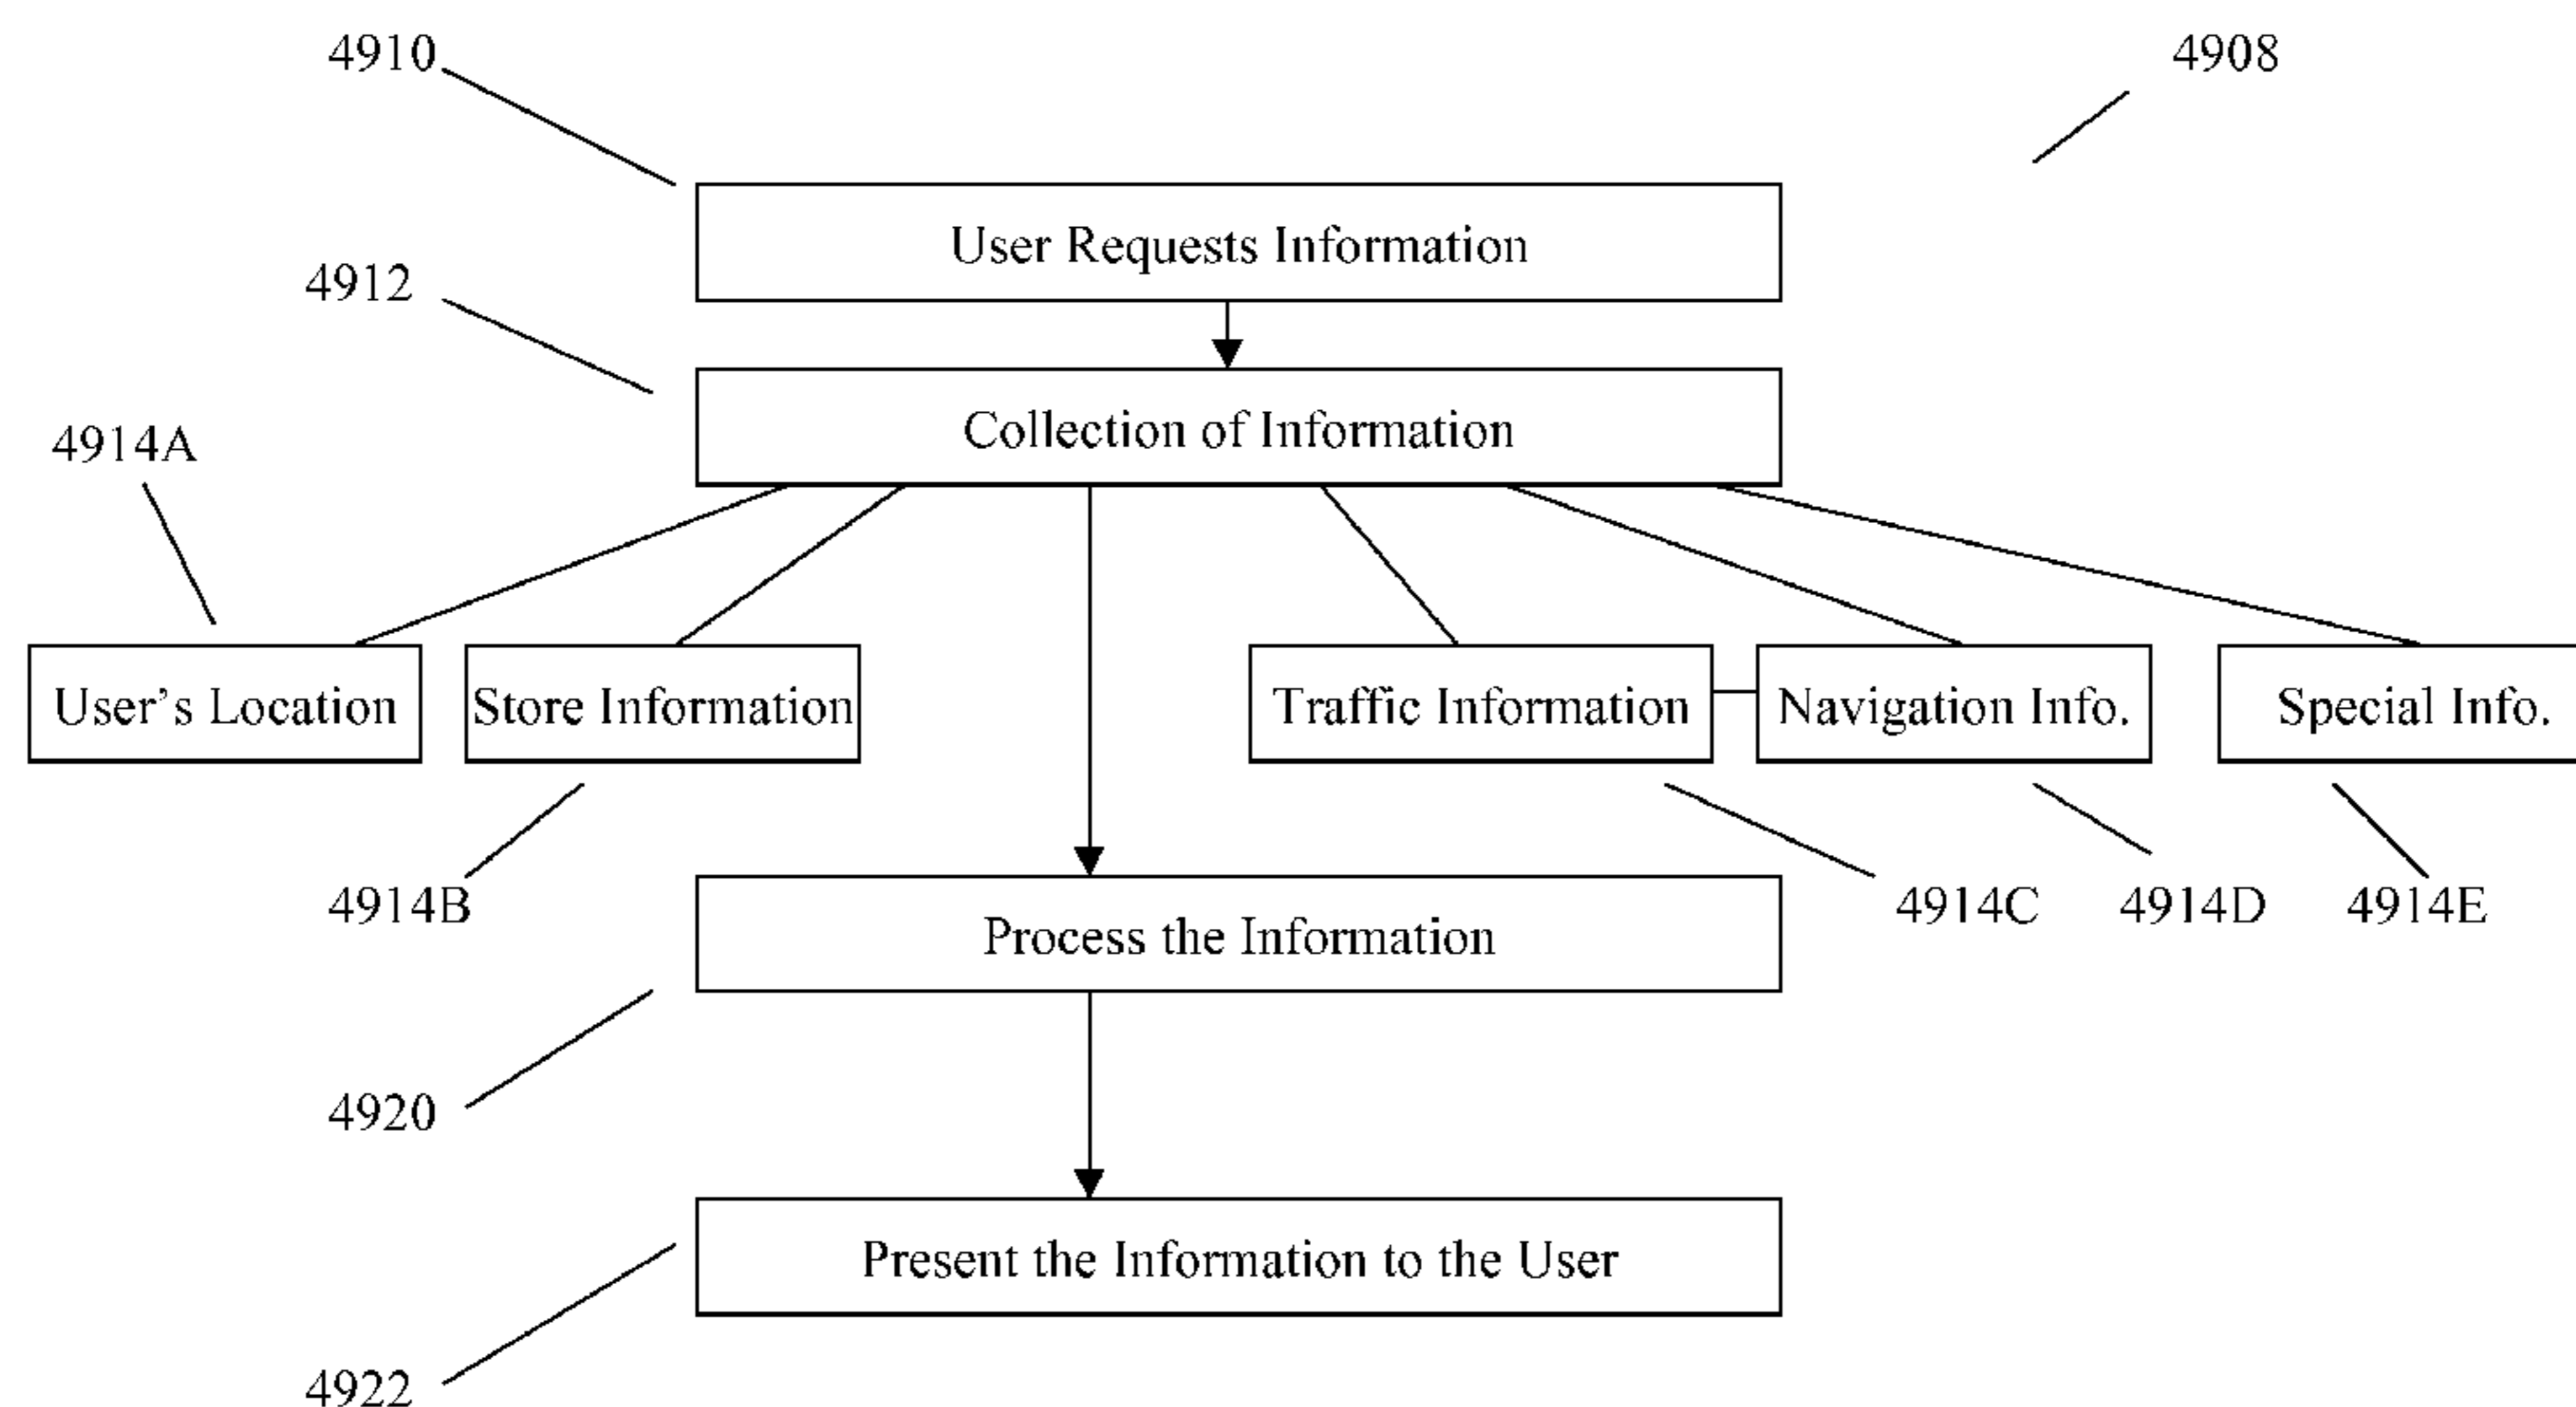 4910
4908
User Requests Information
4912
Collection of Information
4914A
User's Location
Store Information
Traffic Information
Navigation Info.
Special Info.
4914B
4914C
4914D
4914E
Process the Information
4920
Present the Information to the User
4922